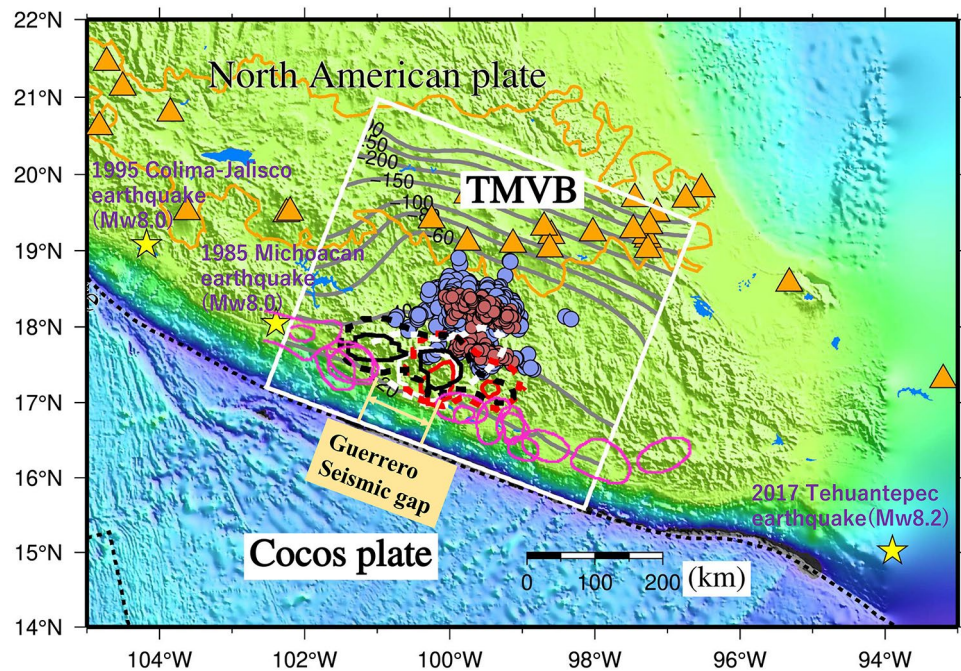 22°N
21°N
20°N
19°N
18°N
17°N
16°N
15°N
14°N
North American plate
TMVB
1995 Colima-Jalisco
earthquake
(Mw8.0)
1985 Michoacan
earthquake
(Mw8.0)
50
-200
-150
-100
60
20
Guerrero
Seismic gap
Cocos plate
2017 Tehuantepec
earthquake(Mw8.2)
0 100 200 (km)
104°W 102°W 100°W 98°W 96°W 94°W